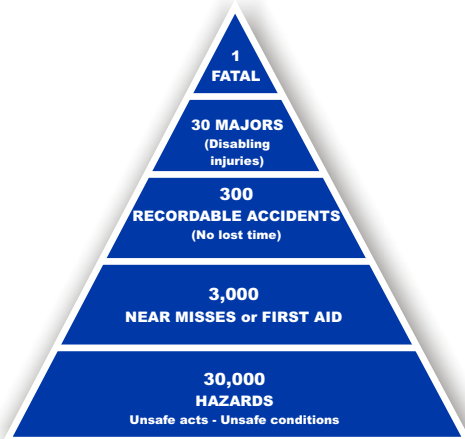 1
FATAL
30 MAJORS
(Disabling
injuries)
300
RECORDABLE ACCIDENTS
(No lost time)
3,000
NEAR MISSES or FIRST AID
30,000
HAZARDS
Unsafe acts - Unsafe conditions